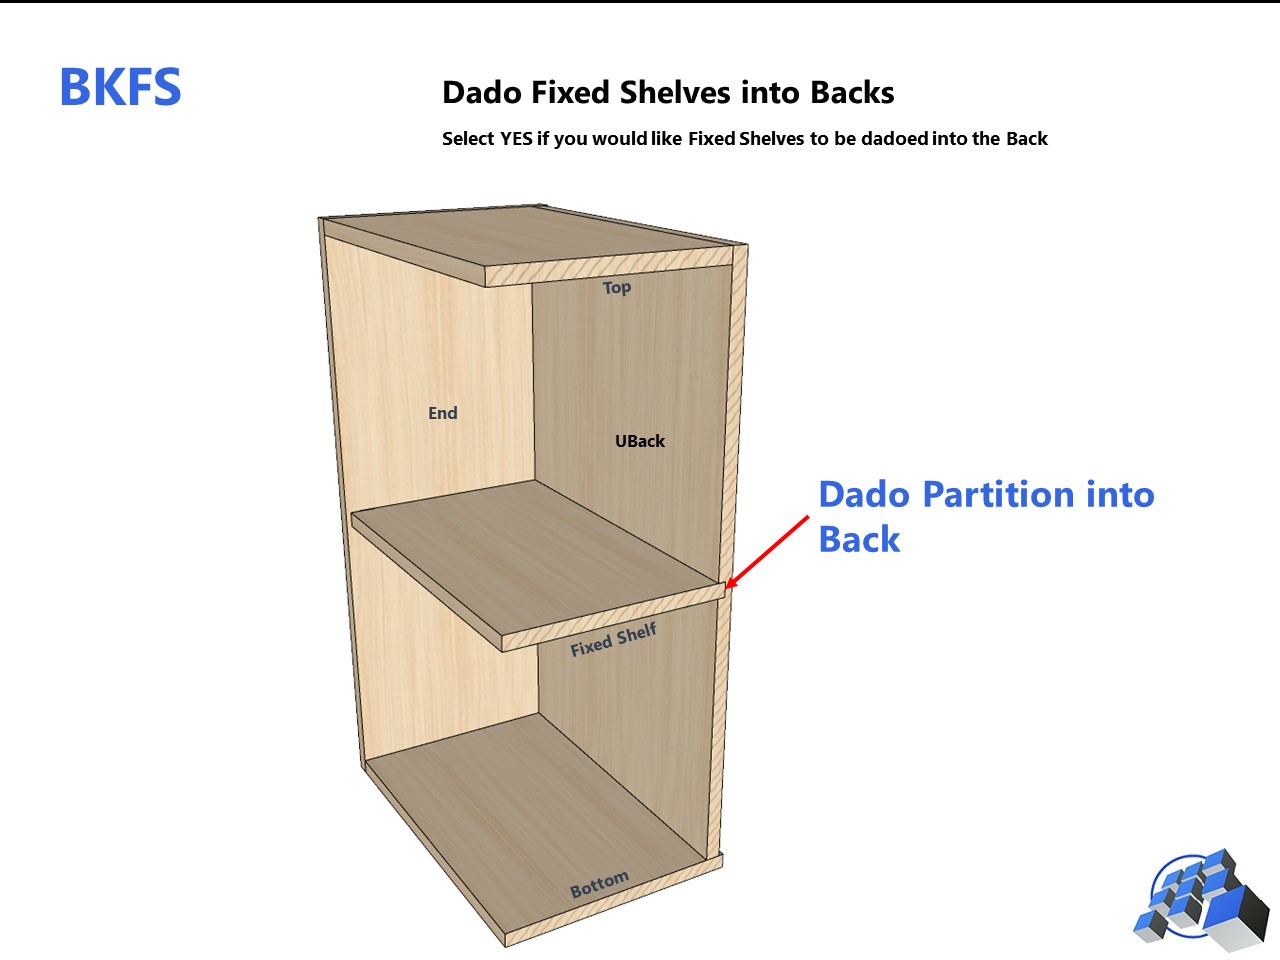 BKFS
Dado Fixed Shelves into Backs
Select YES if you would like Fixed Shelves to be dadoed into the Back
Top
End
UBack
Dado Partition into
Back
Fixed Shelf
Bottom